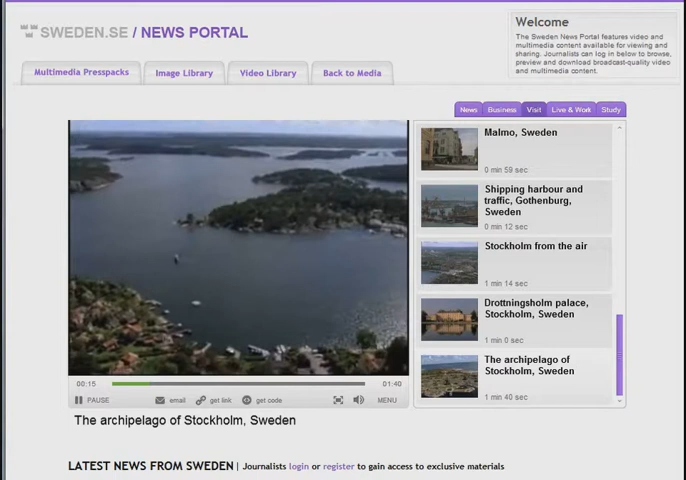 SWEDEN.SE / NEWS PORTAL
Welcome
The Sweden News Portal features video and
multimedia content available for viewing and
sharing. Journalists can log in below to browse,
preview and download broadcast-quality video
and multimedia content.
Multimedia Presspacks
Image Library
Video Library
Back to Media
News
Business
Visit
Live & Work
Study
Malmo, Sweden
0 min 59 sec
Shipping harbour and
traffic, Gothenburg,
Sweden
0 min 12 sec
Stockholm from the air
1 min 14 sec
Drottningsholm palace,
Stockholm, Sweden
1 min 0 sec
The archipelago of
Stockholm, Sweden
1 min 40 sec
00:15
01:40
PAUSE
email
get link
get code
MENU
The archipelago of Stockholm, Sweden
LATEST NEWS FROM SWEDEN | Journalists login or register to gain access to exclusive materials